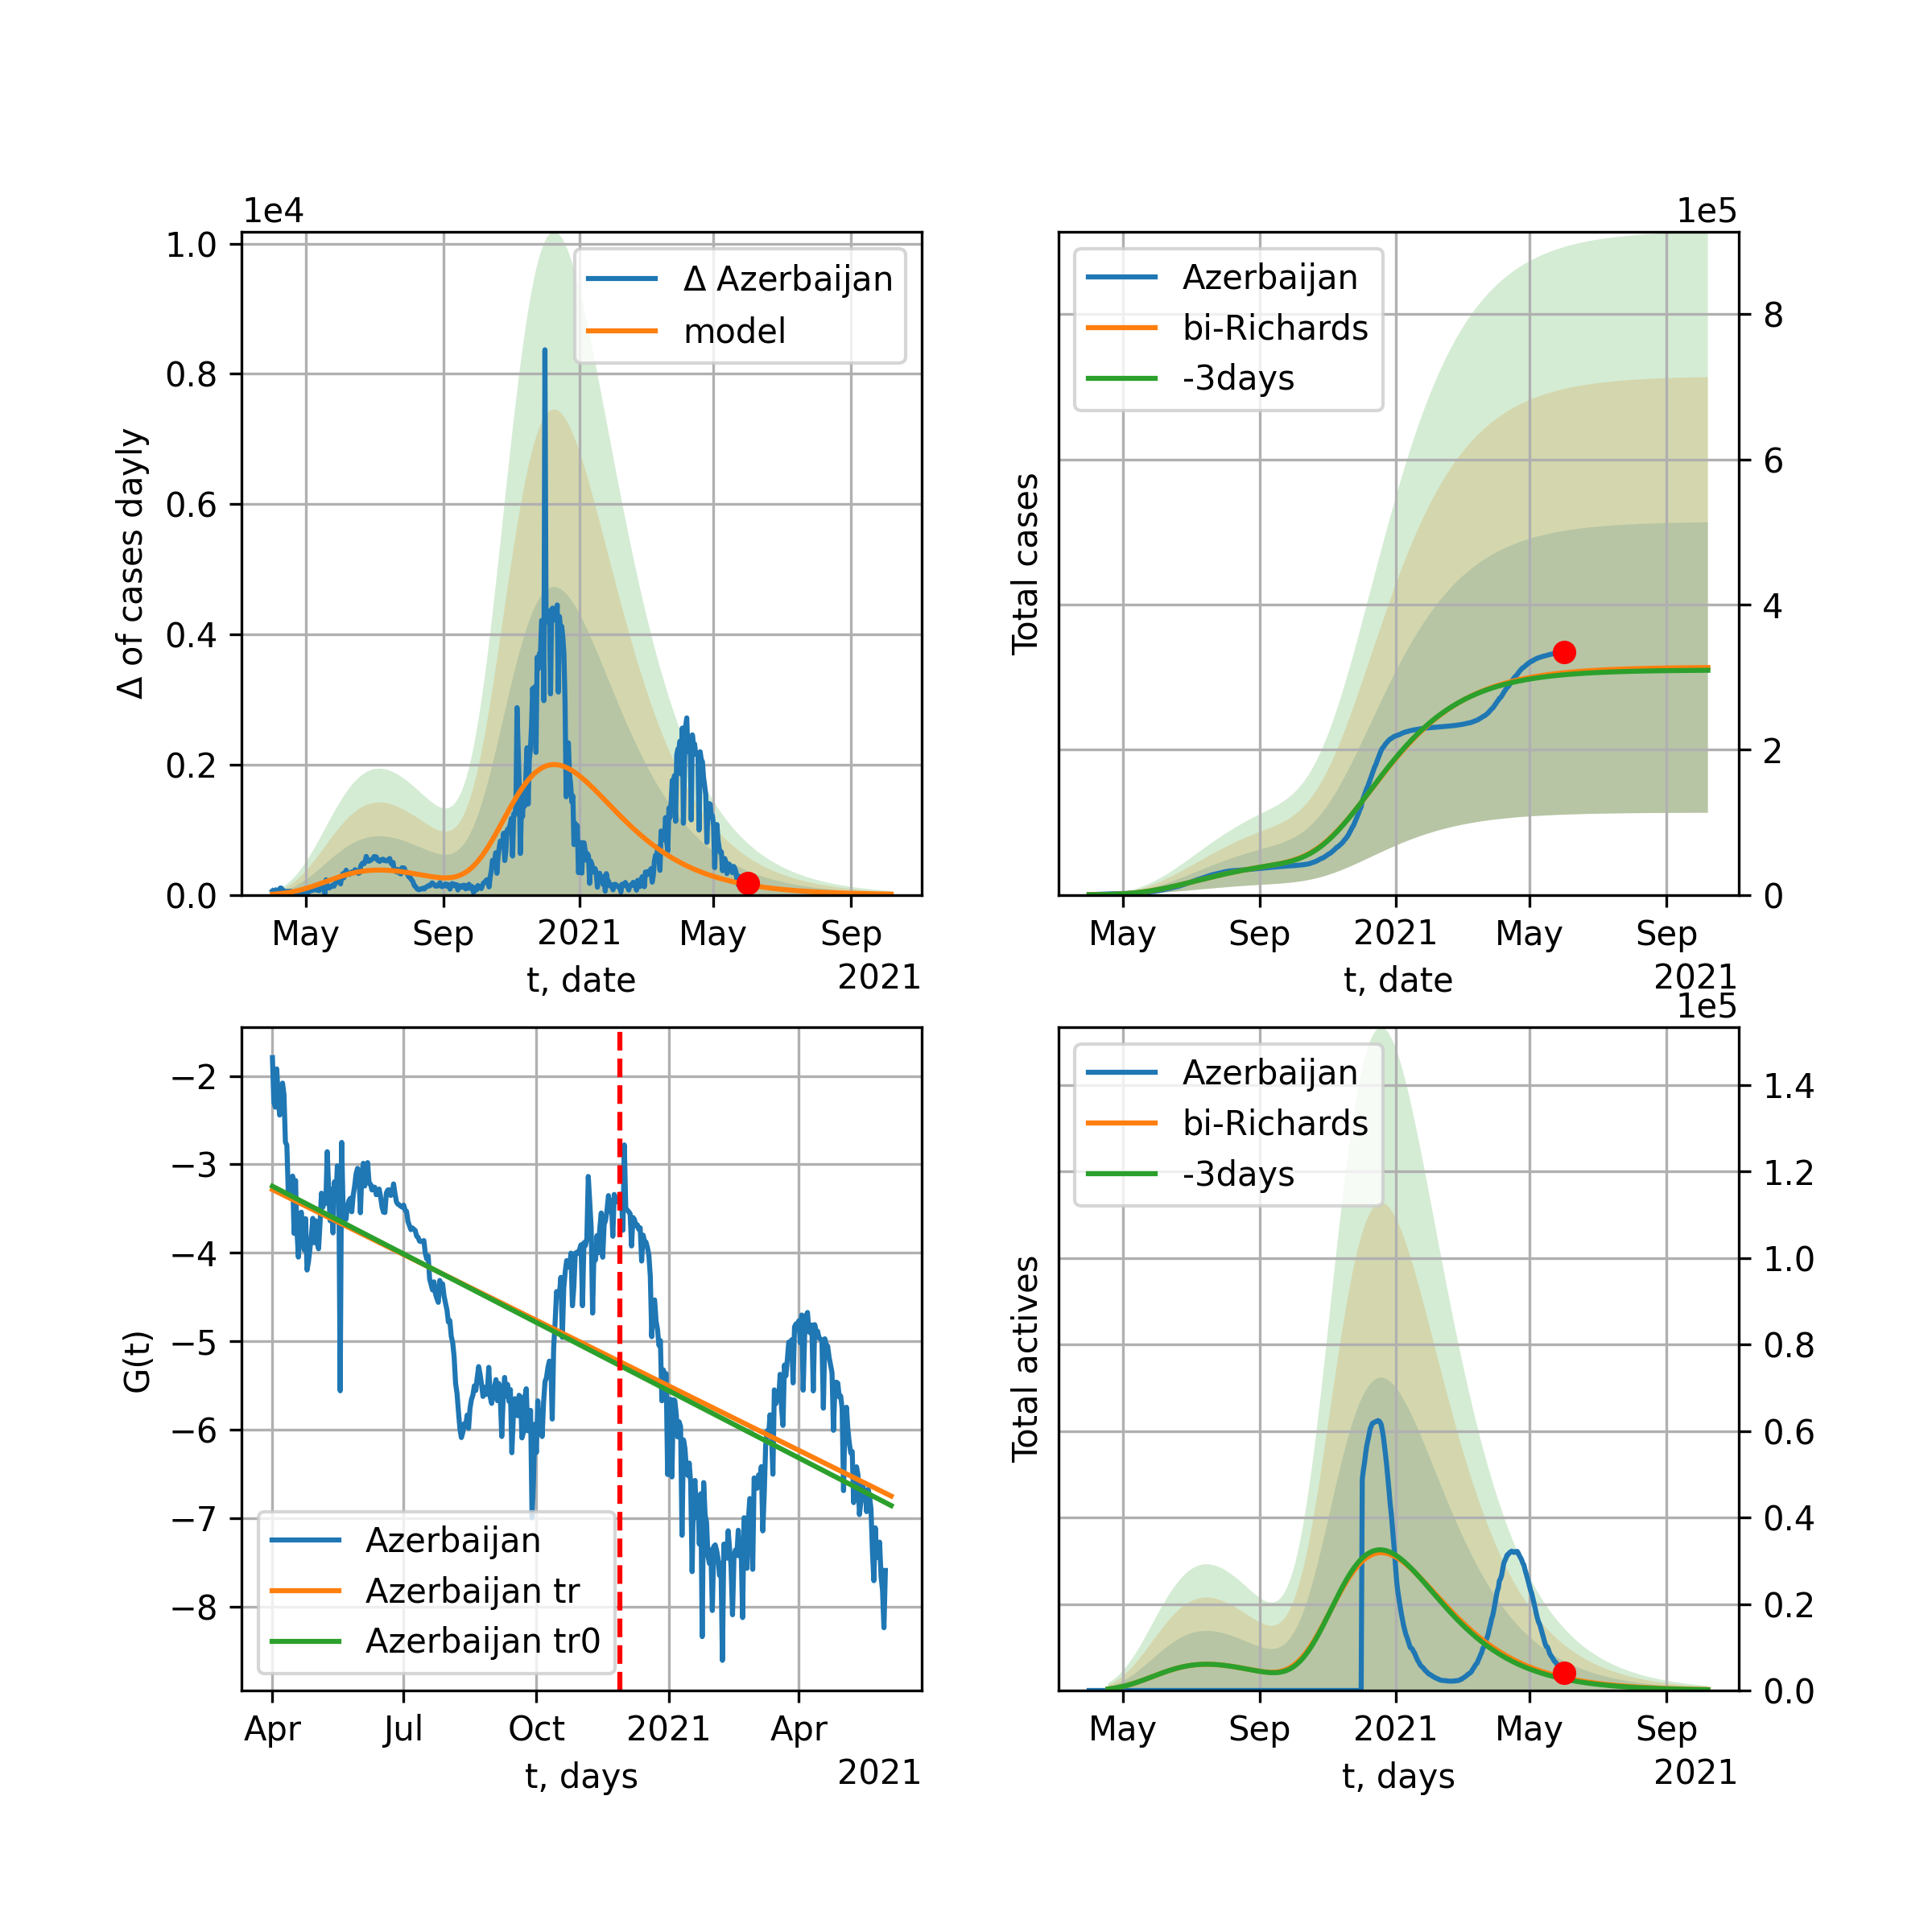 1e4
1.0
0.8
0.6
0.4
0.2
0.0
Δ of cases dayly
Δ Azerbaijan
model
May Sep 2021 May Sep
t, date
2021
1e5
Total cases
Azerbaijan
bi-Richards
-3days
8
6
4
2
0
May Sep 2021 May Sep
t, date
2021
−2
−3
−4
−5
−6
−7
−8
G(t)
Azerbaijan
Azerbaijan tr
Azerbaijan tr0
Apr Jul Oct 2021 Apr
t, days
2021
1e5
Total actives
Azerbaijan
bi-Richards
-3days
1.4
1.2
1.0
0.8
0.6
0.4
0.2
0.0
May Sep 2021 May Sep
t, days
2021